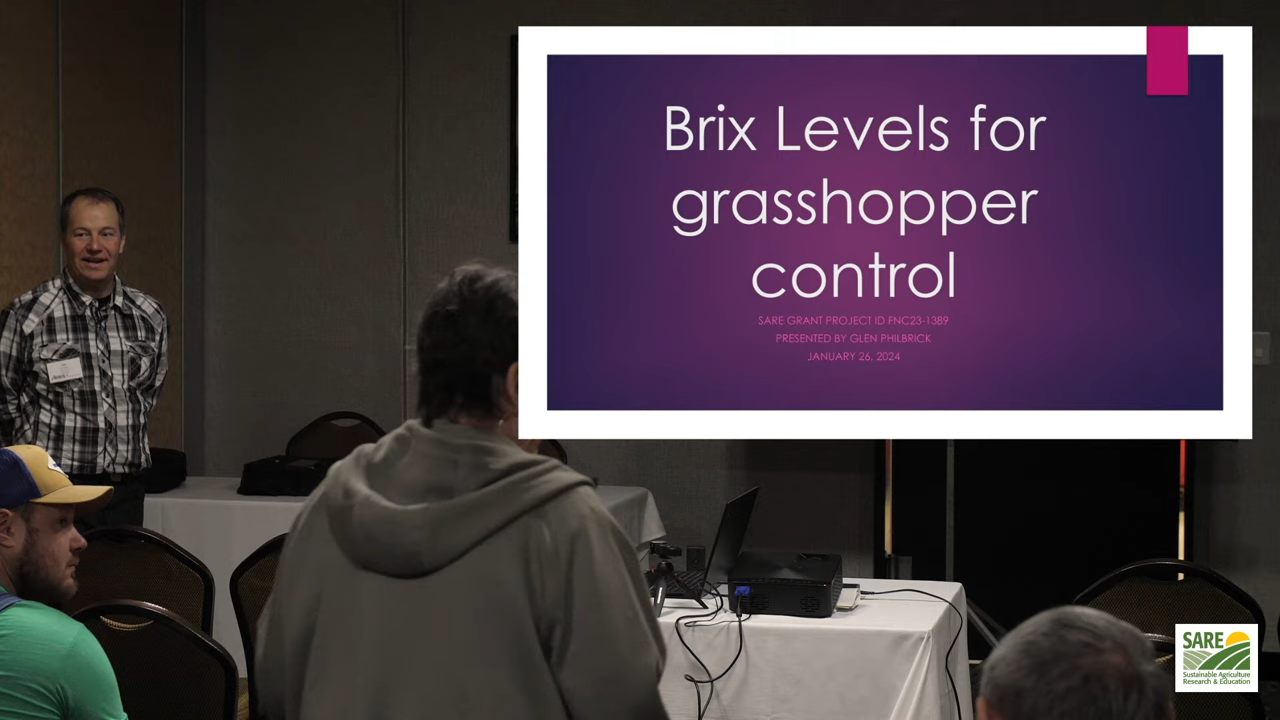 Brix Levels for
grasshopper
control
SARE GRANT PROJECT ID FNC23-1389
PRESENTED BY GLEN PHILBRICK
JANUARY 26, 2024
SARE
Sustainable Agriculture
Research & Education